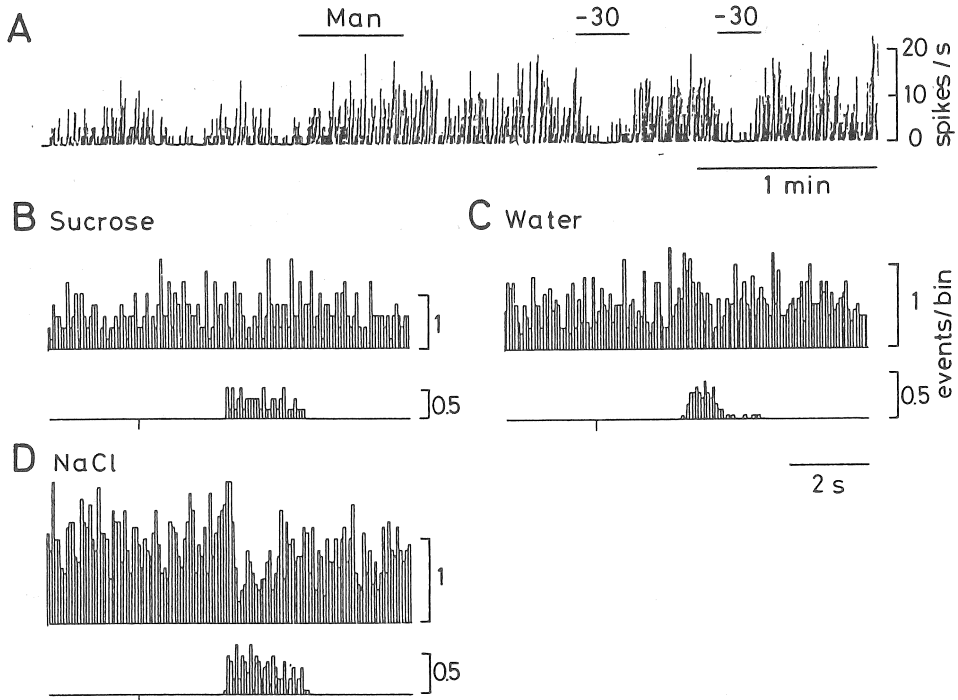 A
Man
-30
-30
20
10
0
spikes / s
1 min
B Sucrose
1
0.5
C Water
1
0.5
events/bin
2 s
D NaCl
1
0.5